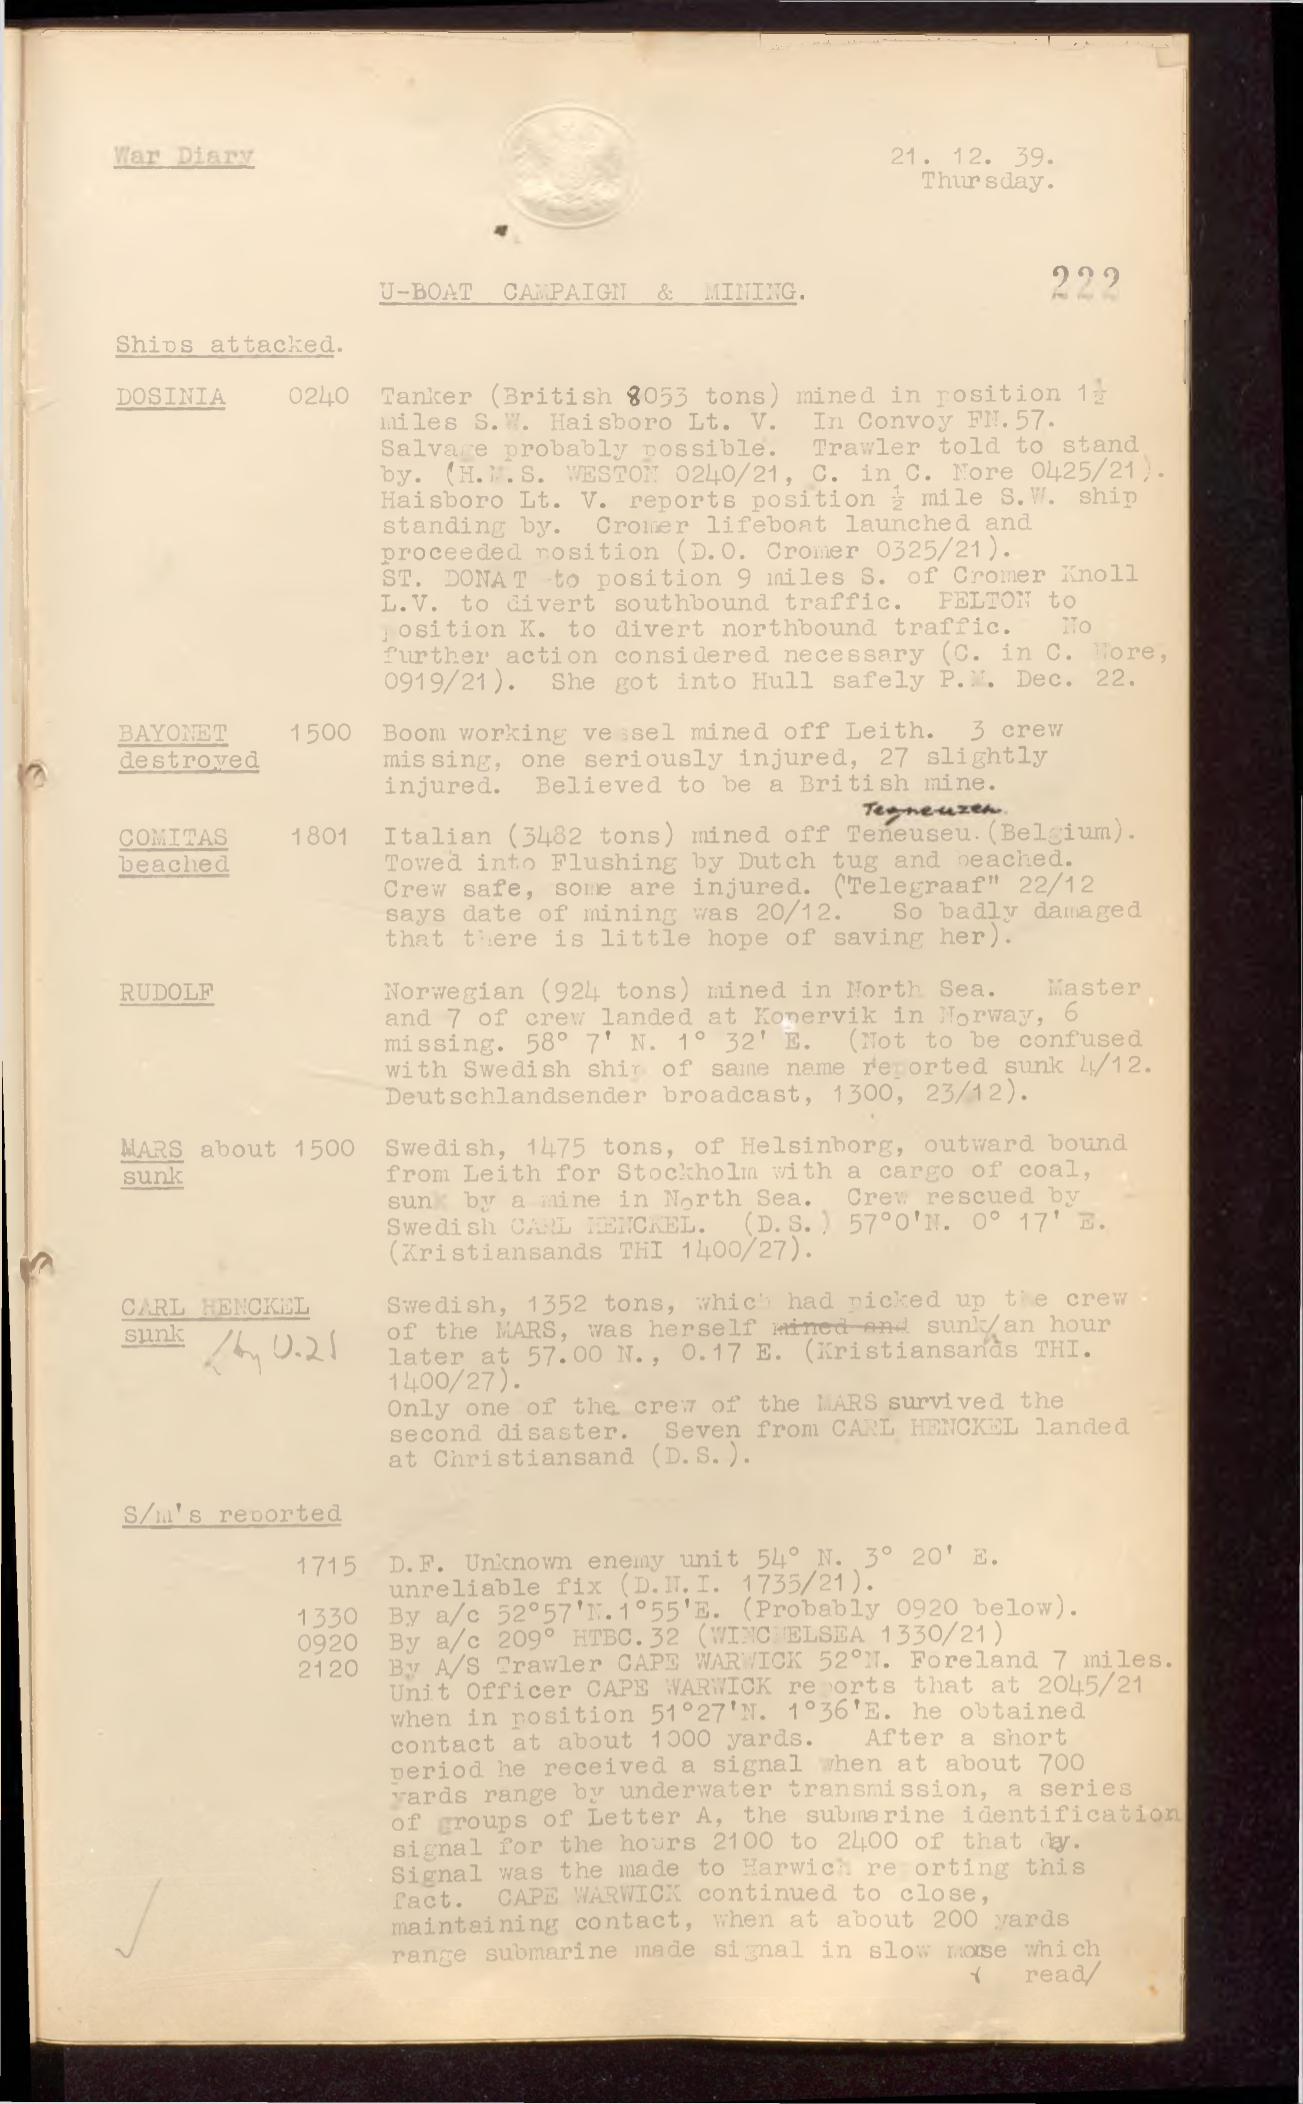 War Diary
21. 12. 39.
Thursday.
222
U-BOAT CAMPAIGN & MINING.
Ships attacked.
DOSINIA 0240 Tanker (British 8053 tons) mined in position 1½
miles S.W. Haisboro Lt. V. In Convoy FN.57.
Salvage probably possible. Trawler told to stand
by. (H.M.S. WESTON 0240/21, C. in C. Nore 0425/21).
Haisboro Lt. V. reports position ½ mile S.W. ship
standing by. Cromer lifeboat launched and
proceeded position (D.O. Cromer 0325/21).
ST. DONAT to position 9 miles S. of Cromer Knoll
L.V. to divert southbound traffic. PELTON to
position K. to divert northbound traffic. No
further action considered necessary (C. in C. Nore,
0919/21). She got into Hull safely P.M. Dec. 22.
BAYONET 1500 Boom working vessel mined off Leith. 3 crew
destroyed missing, one seriously injured, 27 slightly
injured. Believed to be a British mine.
Terneuzen
COMITAS 1801 Italian (3482 tons) mined off Teneuseu.(Belgium).
beached Towed into Flushing by Dutch tug and beached.
Crew safe, some are injured. ("Telegraaf" 22/12
says date of mining was 20/12. So badly damaged
that there is little hope of saving her).
RUDOLF Norwegian (924 tons) mined in North Sea. Master
and 7 of crew landed at Kopervik in Norway, 6
missing. 58° 7' N. 1° 32' E. (Not to be confused
with Swedish ship of same name reported sunk 4/12.
Deutschlandsender broadcast, 1300, 23/12).
MARS about 1500 Swedish, 1475 tons, of Helsinborg, outward bound
sunk from Leith for Stockholm with a cargo of coal,
sunk by a mine in North Sea. Crew rescued by
Swedish CARL HENCKEL. (D.S.) 57°0'N. 0° 17' E.
(Kristiansands THI 1400/27).
CARL HENCKEL Swedish, 1352 tons, which had picked up the crew
sunk of the MARS, was herself mined and sunk/an hour
/by U.21
later at 57.00 N., 0.17 E. (Kristiansands THI.
1400/27).
Only one of the crew of the MARS survived the
second disaster. Seven from CARL HENCKEL landed
at Christiansand (D.S.).
S/m's reported
1715 D.F. Unknown enemy unit 54° N. 3° 20' E.
unreliable fix (D.N.I. 1735/21).
1330 By a/c 52°57'N.1°55'E. (Probably 0920 below).
0920 By a/c 209° HTBC.32 (WINCHELSEA 1330/21)
2120 By A/S Trawler CAPE WARWICK 52°N. Foreland 7 miles.
Unit Officer CAPE WARWICK reports that at 2045/21
when in position 51°27'N. 1°36'E. he obtained
contact at about 1000 yards. After a short
period he received a signal when at about 700
yards range by underwater transmission, a series
of groups of Letter A, the submarine identification
signal for the hours 2100 to 2400 of that day.
Signal was the made to Harwich reporting this
fact. CAPE WARWICK continued to close,
maintaining contact, when at about 200 yards
range submarine made signal in slow morse which
read/